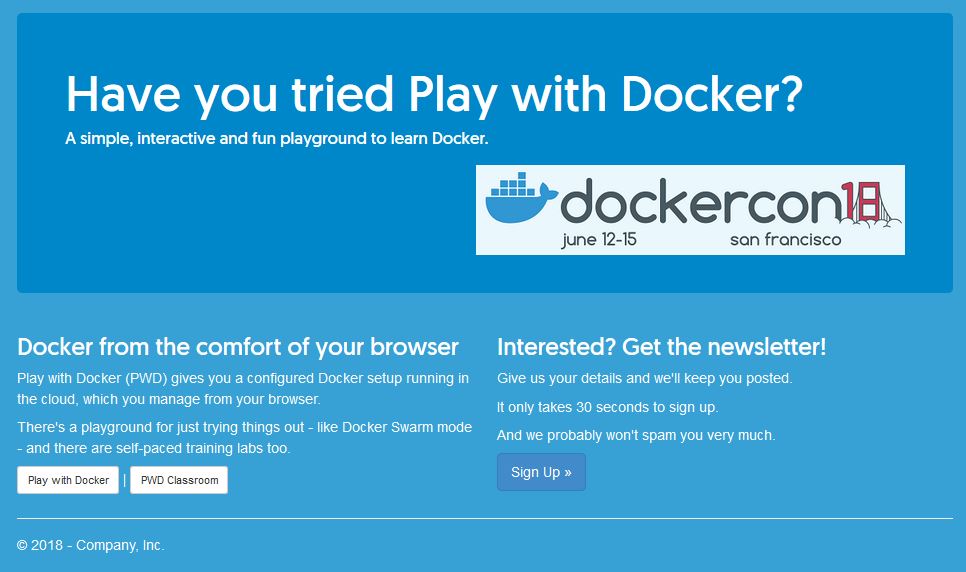 Have you tried Play with Docker?
A simple, interactive and fun playground to learn Docker.
dockercon18
june 12-15 san francisco
Docker from the comfort of your browser
Play with Docker (PWD) gives you a configured Docker setup running in
the cloud, which you manage from your browser.
There's a playground for just trying things out - like Docker Swarm mode
- and there are self-paced training labs too.
Play with Docker | PWD Classroom
Interested? Get the newsletter!
Give us your details and we'll keep you posted.
It only takes 30 seconds to sign up.
And we probably won't spam you very much.
Sign Up »
© 2018 - Company, Inc.